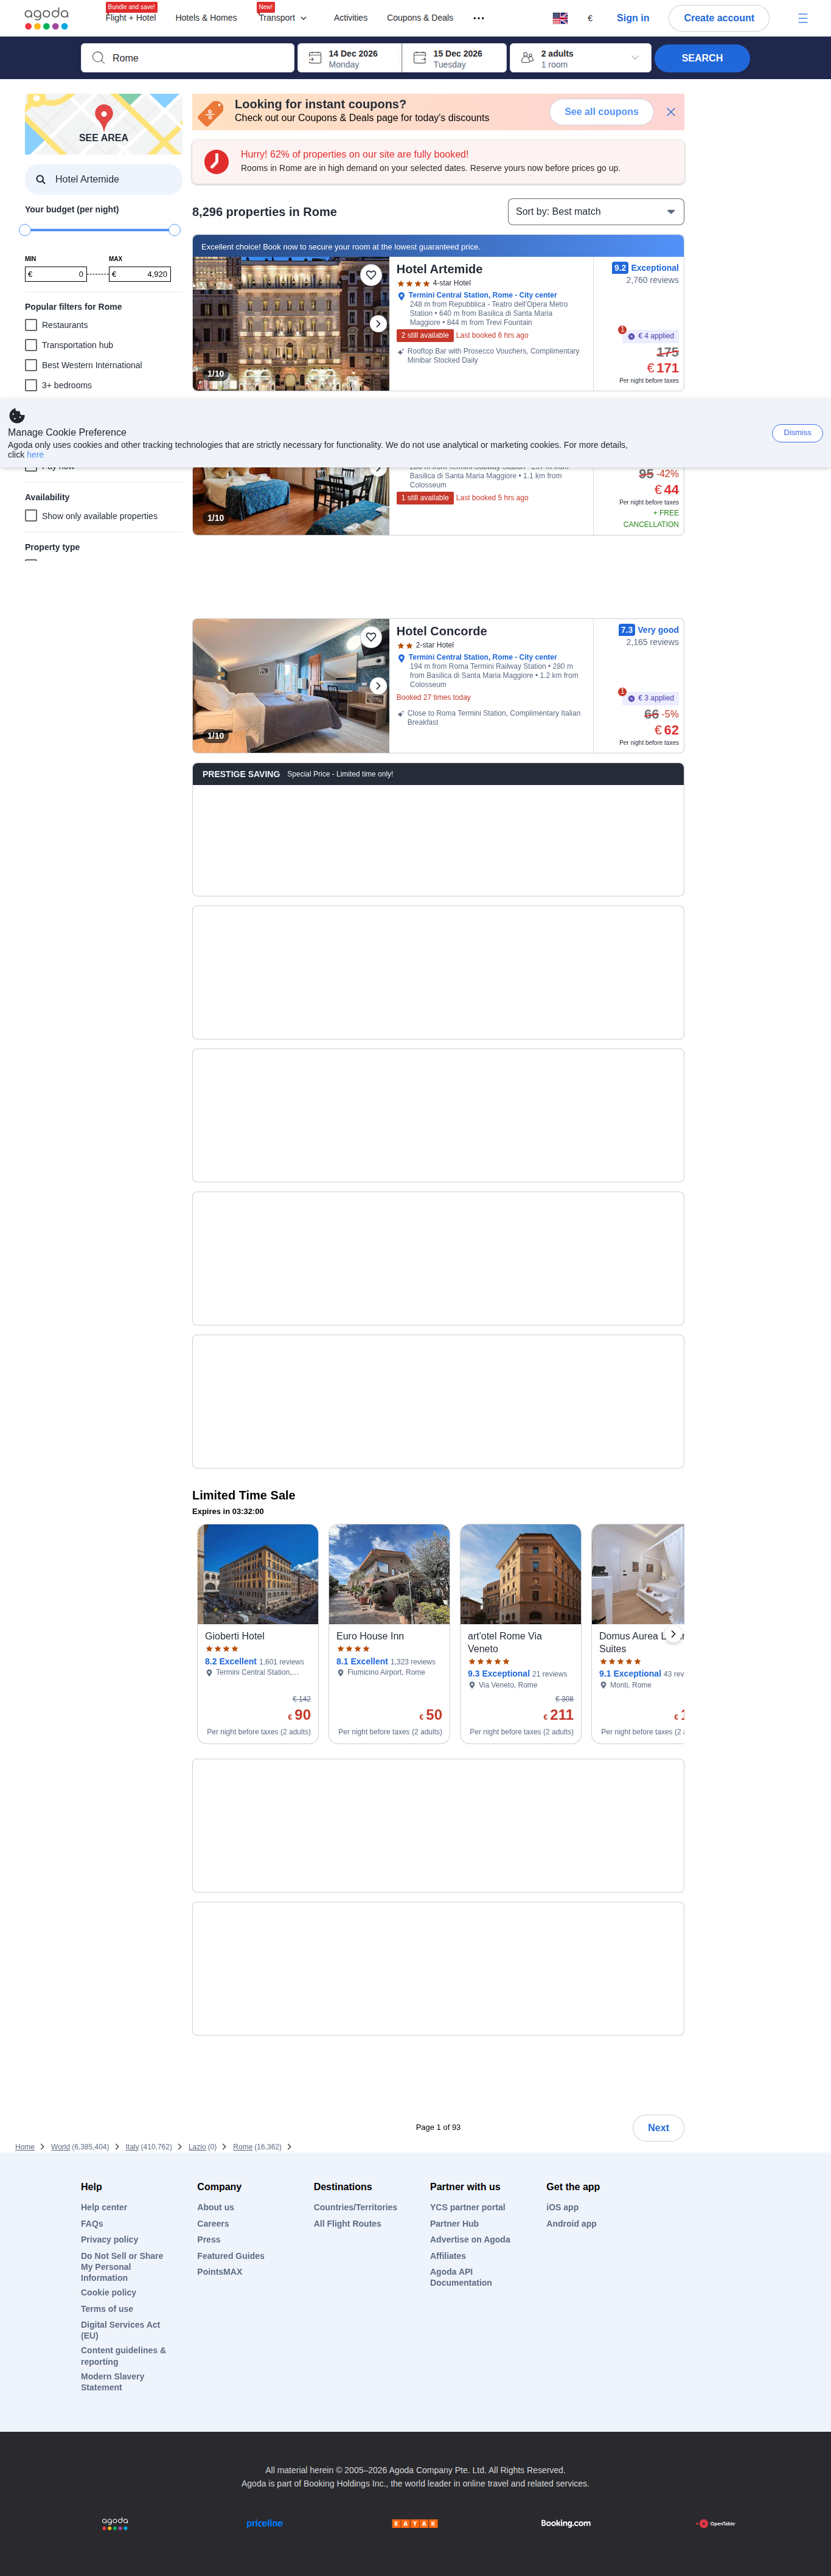 agoda
Bundle and save!
Flight + Hotel
Hotels & Homes
New!
Transport
Activities
Coupons & Deals
€
Sign in
Create account
Rome
14 Dec 2026
Monday
15 Dec 2026
Tuesday
2 adults
1 room
SEARCH
SEE AREA
Hotel Artemide
Your budget (per night)
MIN
MAX
€ 0
€ 4,920
Popular filters for Rome
Restaurants
Transportation hub
Best Western International
3+ bedrooms
Looking for instant coupons?
Check out our Coupons & Deals page for today's discounts
See all coupons
Hurry! 62% of properties on our site are fully booked!
Rooms in Rome are in high demand on your selected dates. Reserve yours now before prices go up.
8,296 properties in Rome
Sort by: Best match
Excellent choice! Book now to secure your room at the lowest guaranteed price.
1/10
Hotel Artemide
4-star Hotel
Termini Central Station, Rome - City center
248 m from Repubblica - Teatro dell'Opera Metro
Station • 640 m from Basilica di Santa Maria
Maggiore • 844 m from Trevi Fountain
2 still available Last booked 6 hrs ago
Rooftop Bar with Prosecco Vouchers, Complimentary
Minibar Stocked Daily
9.2 Exceptional
2,760 reviews
1
€ 4 applied
175
€ 171
Per night before taxes
Manage Cookie Preference
Agoda only uses cookies and other tracking technologies that are strictly necessary for functionality. We do not use analytical or marketing cookies. For more details,
click here
Dismiss
Availability
Show only available properties
Property type
1/10
Basilica di Santa Maria Maggiore • 1.1 km from
Colosseum
1 still available Last booked 5 hrs ago
95 -42%
€ 44
Per night before taxes
+ FREE
CANCELLATION
1/10
Hotel Concorde
2-star Hotel
Termini Central Station, Rome - City center
194 m from Roma Termini Railway Station • 280 m
from Basilica di Santa Maria Maggiore • 1.2 km from
Colosseum
Booked 27 times today
Close to Roma Termini Station, Complimentary Italian
Breakfast
7.3 Very good
2,165 reviews
1
€ 3 applied
66 -5%
€ 62
Per night before taxes
PRESTIGE SAVING Special Price - Limited time only!
Limited Time Sale
Expires in 03:32:00
Gioberti Hotel
8.2 Excellent 1,601 reviews
Termini Central Station,…
€ 142
€ 90
Per night before taxes (2 adults)
Euro House Inn
8.1 Excellent 1,323 reviews
Fiumicino Airport, Rome
€ 50
Per night before taxes (2 adults)
art'otel Rome Via
Veneto
9.3 Exceptional 21 reviews
Via Veneto, Rome
€ 308
€ 211
Per night before taxes (2 adults)
Domus Aurea
Suites
9.1 Exceptional 43
Monti, Rome
€
Per night before taxes (2
Page 1 of 93
Next
Home
World (6,385,404)
Italy (410,762)
Lazio (0)
Rome (16,362)
Help
Help center
FAQs
Privacy policy
Do Not Sell or Share
My Personal
Information
Cookie policy
Terms of use
Digital Services Act
(EU)
Content guidelines &
reporting
Modern Slavery
Statement
Company
About us
Careers
Press
Featured Guides
PointsMAX
Destinations
Countries/Territories
All Flight Routes
Partner with us
YCS partner portal
Partner Hub
Advertise on Agoda
Affiliates
Agoda API
Documentation
Get the app
iOS app
Android app
All material herein © 2005–2026 Agoda Company Pte. Ltd. All Rights Reserved.
Agoda is part of Booking Holdings Inc., the world leader in online travel and related services.
agoda
priceline
KAYAK
Booking.com
OpenTable